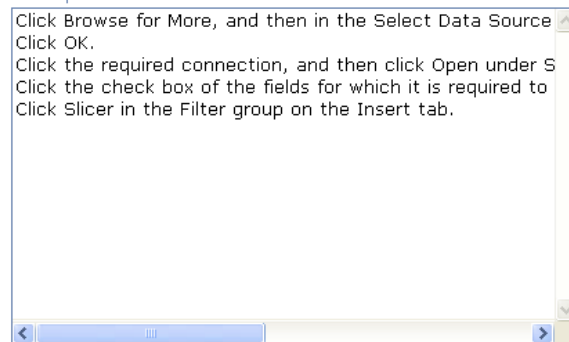 Click Browse for More, and then in the Select Data Source
Click OK.
Click the required connection, and then click Open under S
Click the check box of the fields for which it is required to
Click Slicer in the Filter group on the Insert tab.